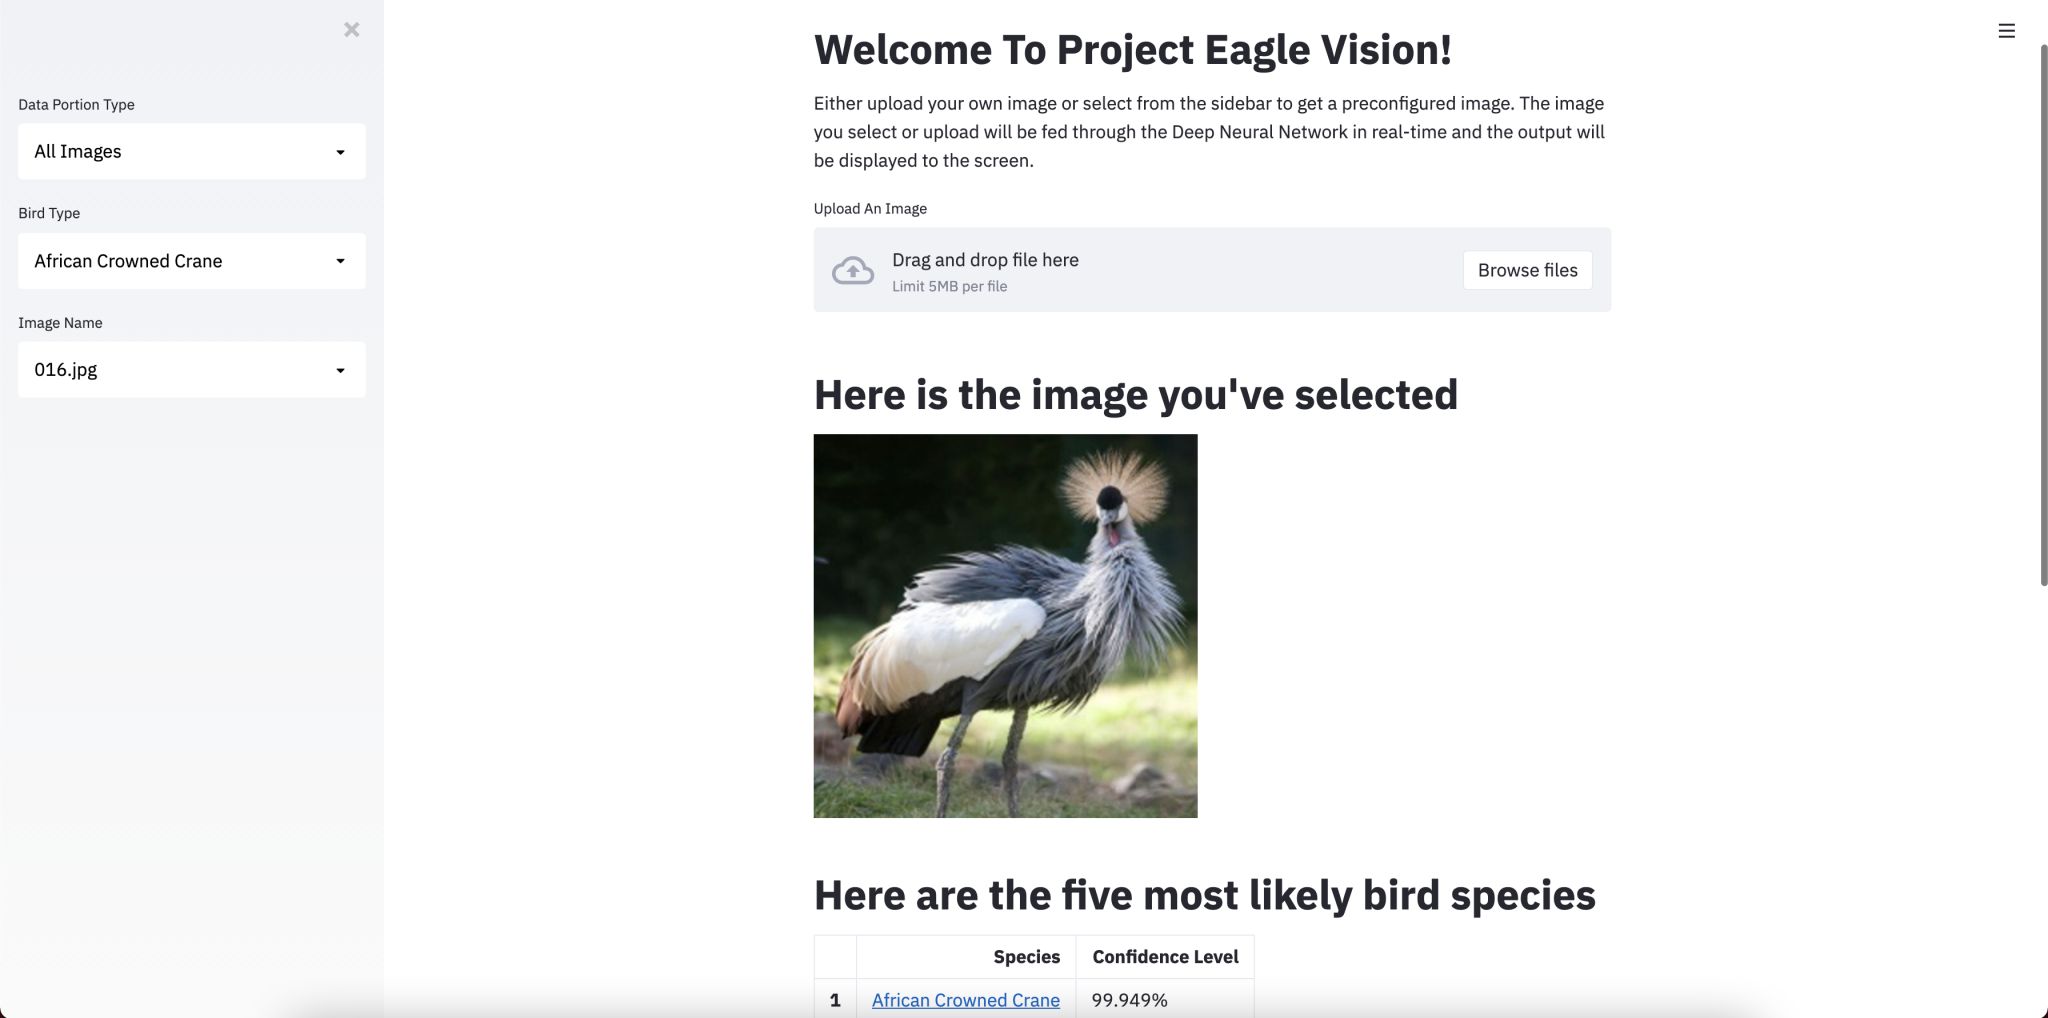 Data Portion Type
All Images
Bird Type
African Crowned Crane
Image Name
016.jpg
Welcome To Project Eagle Vision!
Either upload your own image or select from the sidebar to get a preconfigured image. The image
you select or upload will be fed through the Deep Neural Network in real-time and the output will
be displayed to the screen.
Upload An Image
Drag and drop file here
Limit 5MB per file
Browse files
Here is the image you've selected
Here are the five most likely bird species
Species Confidence Level
1 African Crowned Crane 99.949%